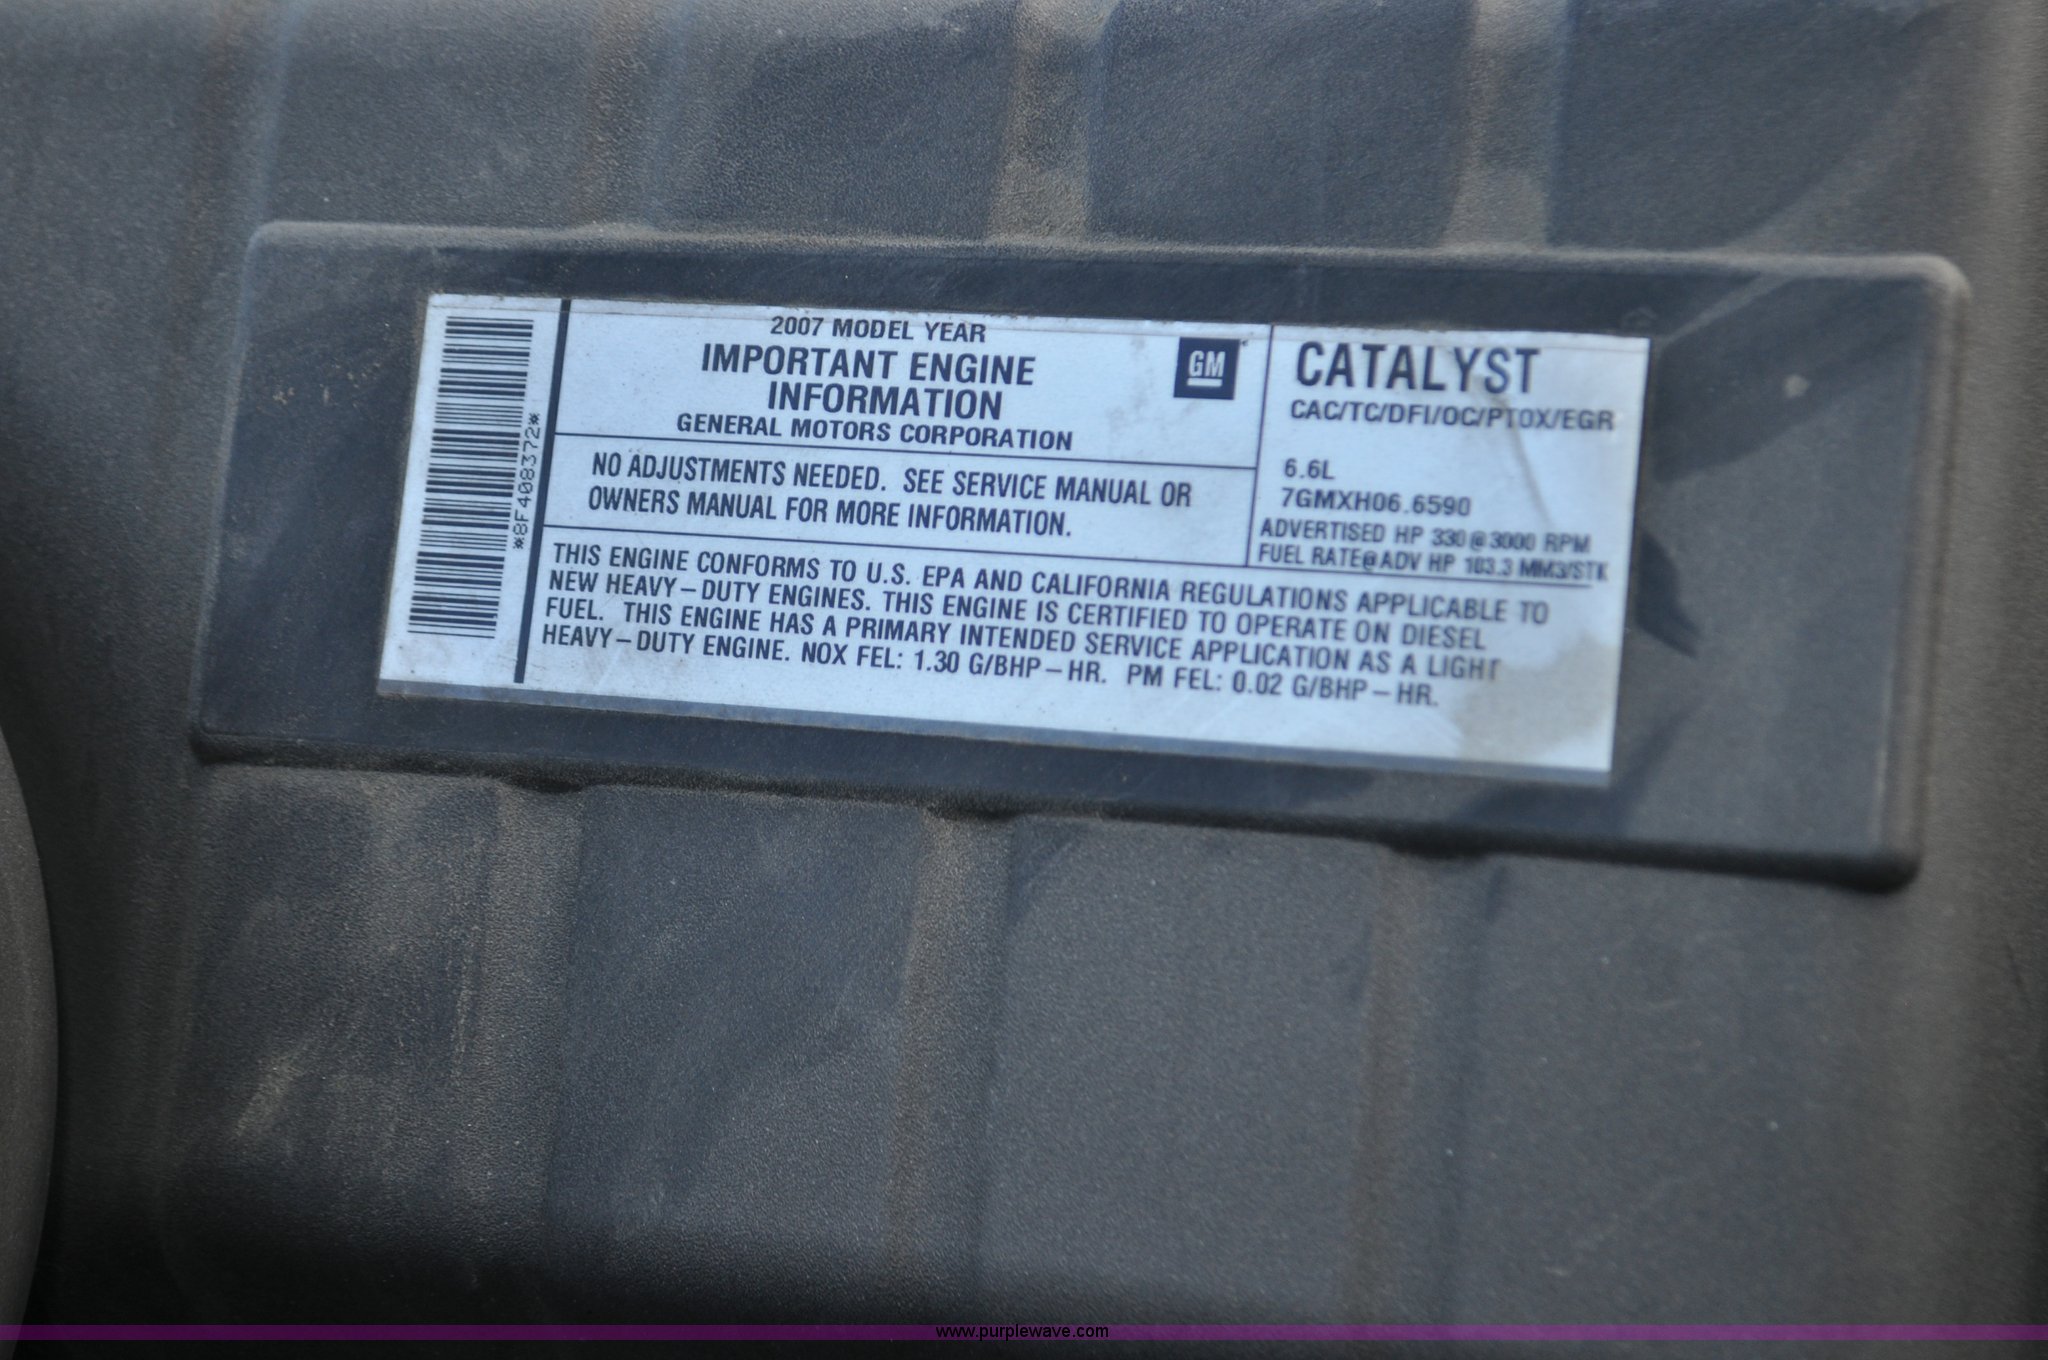 *8F408372*
2007 MODEL YEAR
IMPORTANT ENGINE
INFORMATION
GENERAL MOTORS CORPORATION
GM
NO ADJUSTMENTS NEEDED. SEE SERVICE MANUAL OR
OWNERS MANUAL FOR MORE INFORMATION.
CATALYST
CAC/TC/DFI/OC/PTOX/EGR
6.6L
7GMXH06.6590
ADVERTISED HP 330@3000 RPM
FUEL RATE@ADV HP 103.3 MM3/STK
THIS ENGINE CONFORMS TO U.S. EPA AND CALIFORNIA REGULATIONS APPLICABLE TO
NEW HEAVY-DUTY ENGINES. THIS ENGINE IS CERTIFIED TO OPERATE ON DIESEL
FUEL. THIS ENGINE HAS A PRIMARY INTENDED SERVICE APPLICATION AS A LIGHT
HEAVY-DUTY ENGINE. NOX FEL: 1.30 G/BHP-HR. PM FEL: 0.02 G/BHP-HR.
www.purplewave.com